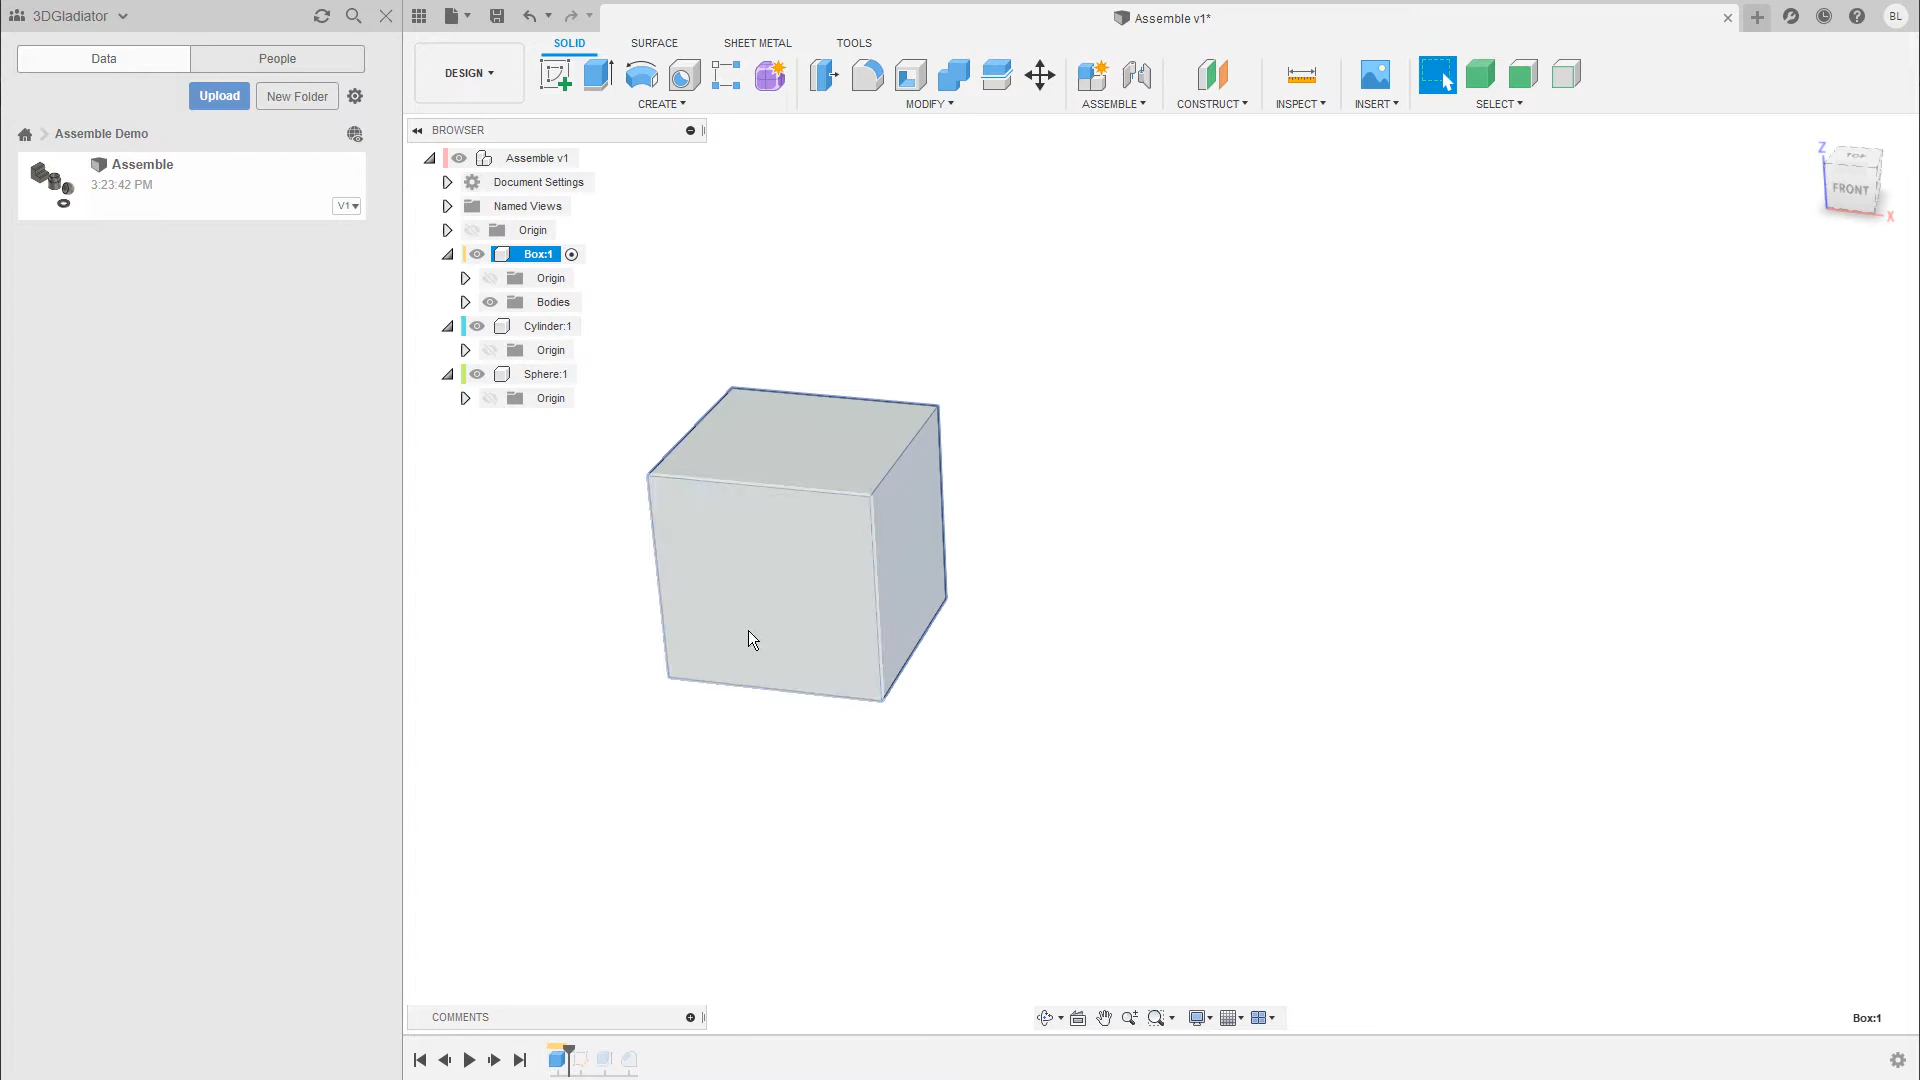 3DGladiator
Assemble v1*
BL
Data
People
Upload
New Folder
Assemble Demo
Assemble
3:23:42 PM
V1
DESIGN
SOLID
SURFACE
SHEET METAL
TOOLS
CREATE
MODIFY
ASSEMBLE
CONSTRUCT
INSPECT
INSERT
SELECT
BROWSER
Assemble v1
Document Settings
Named Views
Origin
Box:1
Origin
Bodies
Cylinder:1
Origin
Sphere:1
Origin
Z
TOP
FRONT
X
COMMENTS
Box:1